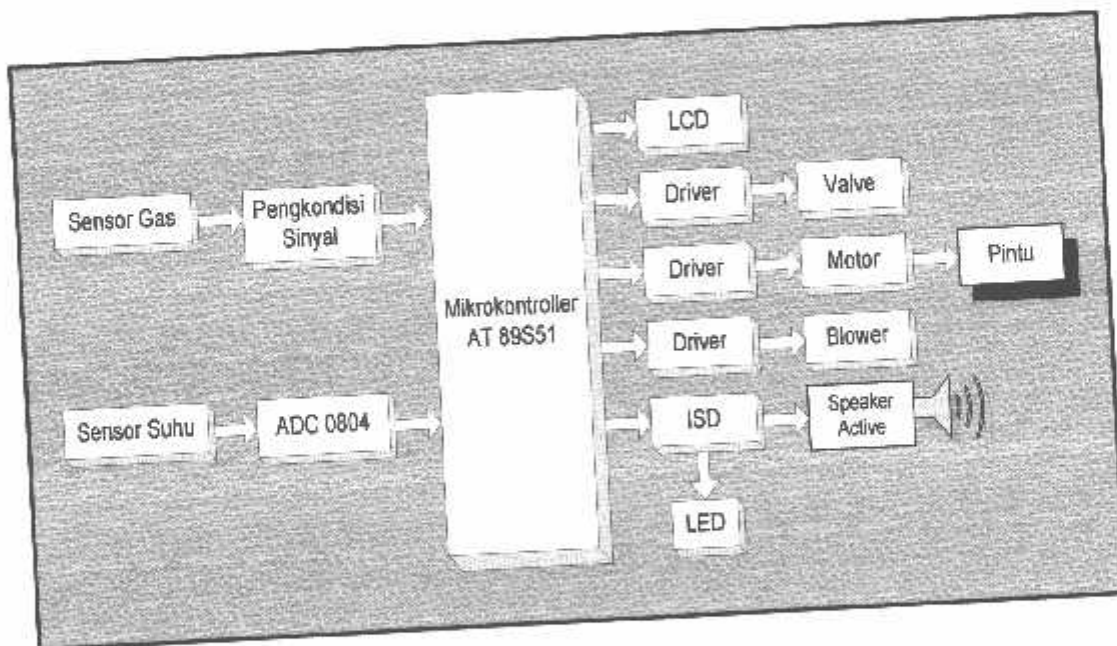 LCD
Driver
Valve
Sensor Gas
Pengkondisi
Sinyal
Driver
Motor
Pintu
Mikrokontroller
AT 89S51
Driver
Blower
Sensor Suhu
ADC 0804
ISD
Speaker
Active
LED